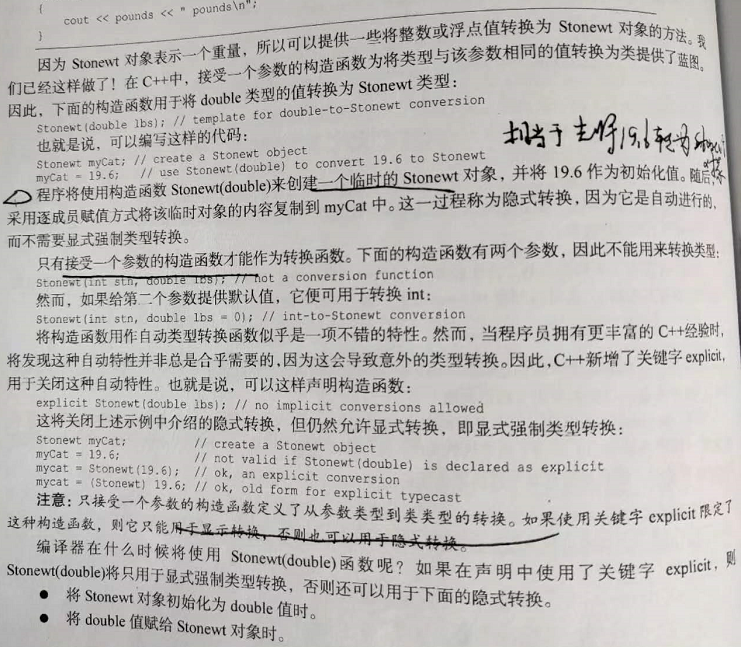 {
cout << pounds << " pounds\n";
}
因为 Stonewt 对象表示一个重量，所以可以提供一些将整数或浮点值转换为 Stonewt 对象的方法。我
们已经这样做了！在 C++中，接受一个参数的构造函数为将类型与该参数相同的值转换为类提供了蓝图。
因此，下面的构造函数用于将 double 类型的值转换为 Stonewt 类型：
Stonewt(double lbs); // template for double-to-Stonewt conversion
也就是说，可以编写这样的代码：
Stonewt myCat; // create a Stonewt object
myCat = 19.6; // use Stonewt(double) to convert 19.6 to Stonewt
相当于先将19.6转为
程序将使用构造函数 Stonewt(double)来创建一个临时的 Stonewt 对象，并将 19.6 作为初始化值。随后，
采用逐成员赋值方式将该临时对象的内容复制到 myCat 中。这一过程称为隐式转换，因为它是自动进行的，
而不需要显式强制类型转换。
只有接受一个参数的构造函数才能作为转换函数。下面的构造函数有两个参数，因此不能用来转换类型：
Stonewt(int stn, double lbs); // not a conversion function
然而，如果给第二个参数提供默认值，它便可用于转换 int：
Stonewt(int stn, double lbs = 0); // int-to-Stonewt conversion
将构造函数用作自动类型转换函数似乎是一项不错的特性。然而，当程序员拥有更丰富的 C++经验时，
将发现这种自动特性并非总是合乎需要的，因为这会导致意外的类型转换。因此，C++新增了关键字 explicit，
用于关闭这种自动特性。也就是说，可以这样声明构造函数：
explicit Stonewt(double lbs); // no implicit conversions allowed
这将关闭上述示例中介绍的隐式转换，但仍然允许显式转换，即显式强制类型转换：
Stonewt myCat; // create a Stonewt object
myCat = 19.6; // not valid if Stonewt(double) is declared as explicit
mycat = Stonewt(19.6); // ok, an explicit conversion
mycat = (Stonewt) 19.6; // ok, old form for explicit typecast
注意：只接受一个参数的构造函数定义了从参数类型到类类型的转换。如果使用关键字 explicit 限定了
这种构造函数，则它只能用于显示转换，否则也可以用于隐式转换。
编译器在什么时候将使用 Stonewt(double)函数呢？如果在声明中使用了关键字 explicit，则
Stonewt(double)将只用于显式强制类型转换，否则还可以用于下面的隐式转换。
● 将 Stonewt 对象初始化为 double 值时。
● 将 double 值赋给 Stonewt 对象时。